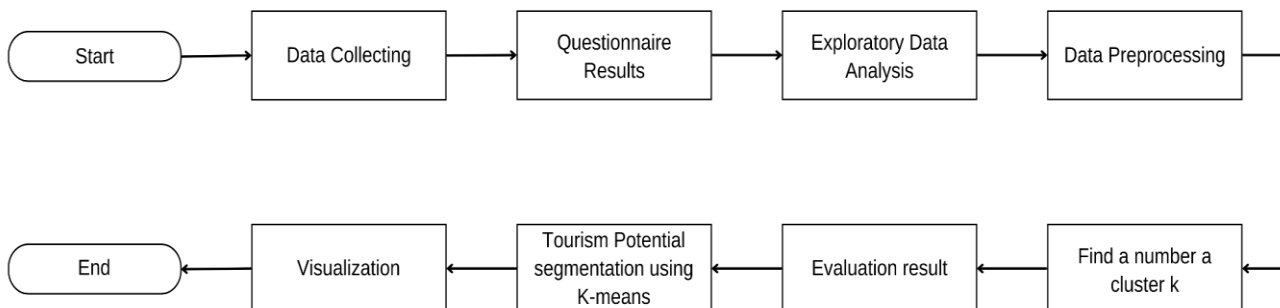 Start
Data Collecting
Questionnaire
Results
Exploratory Data
Analysis
Data Preprocessing
End
Visualization
Tourism Potential
segmentation using
K-means
Evaluation result
Find a number a
cluster k